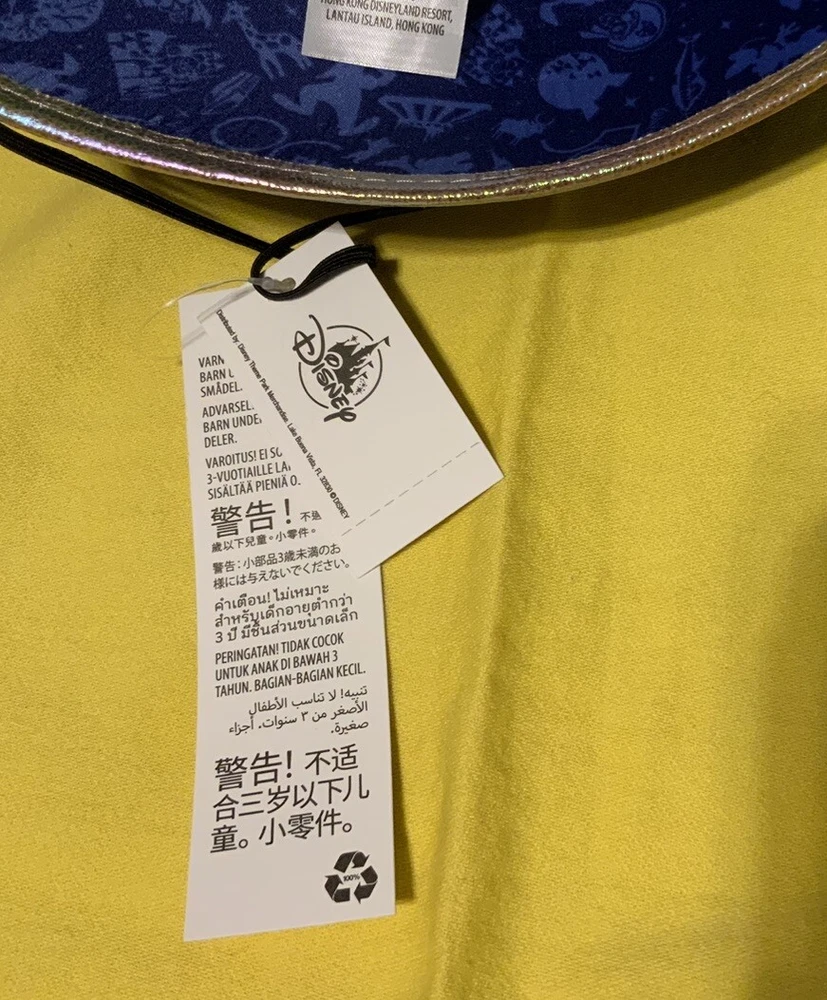 HONG KONG DISNEYLAND RESORT,
LANTAU ISLAND, HONG KONG
Disney
Distributed by Disney Theme Park Merchandise, Lake Buena Vista, FL 32830 ©DISNEY
VARN
BARN U
SMÅDEL.
ADVARSEL
BARN UNDE
DELER.
VAROITUS! EI SO
3-VUOTIAILLE LA
SISÄLTÄÄ PIENIÄ O
警告！不
歲以下兒童。小零件。
警告：小部品3歳未満のお
様には与えないでください。
คำเตือน! ไม่เหมาะ
สำหรับเด็กอายุต่ำกว่า
3 ปี มีชิ้นส่วนขนาดเล็ก
PERINGATAN! TIDAK COCOK
UNTUK ANAK DI BAWAH 3
TAHUN. BAGIAN-BAGIAN KECIL.
تنبيه! لا تناسب الأطفال
الأصغر من ٣ سنوات. أجزاء
صغيرة.
警告！不适
合三岁以下儿
童。小零件。
100%